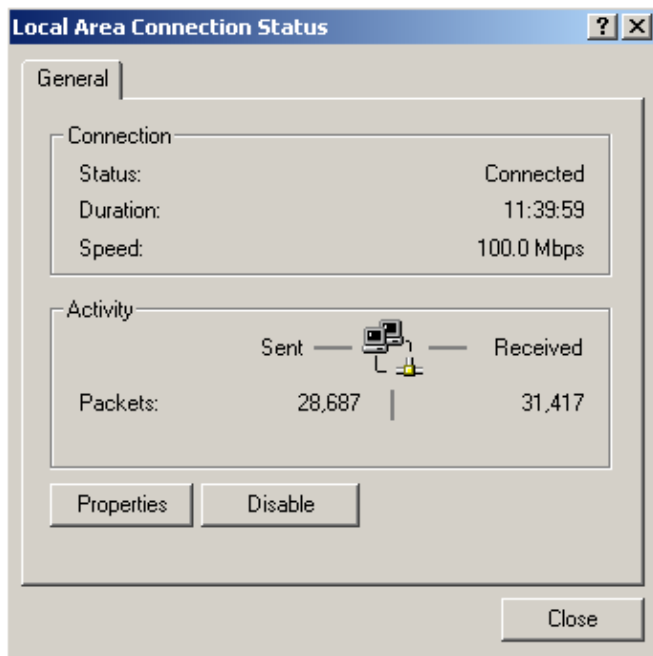 Local Area Connection Status
General
Connection
Status: Connected
Duration: 11:39:59
Speed: 100.0 Mbps
Activity
Sent Received
Packets: 28,687 31,417
Properties Disable
Close